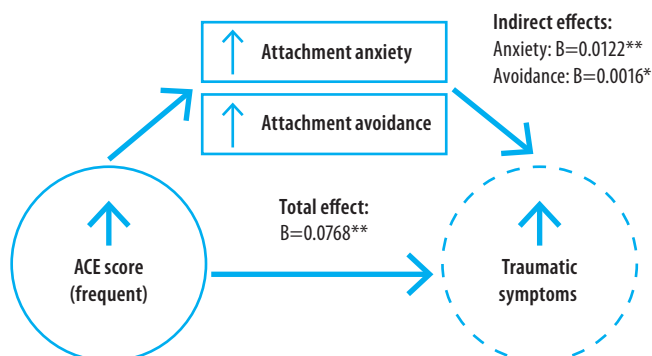 Indirect effects:
Anxiety: B=0.0122**
Avoidance: B=0.0016*
Attachment anxiety
Attachment avoidance
Total effect:
B=0.0768**
ACE score
(frequent)
Traumatic
symptoms